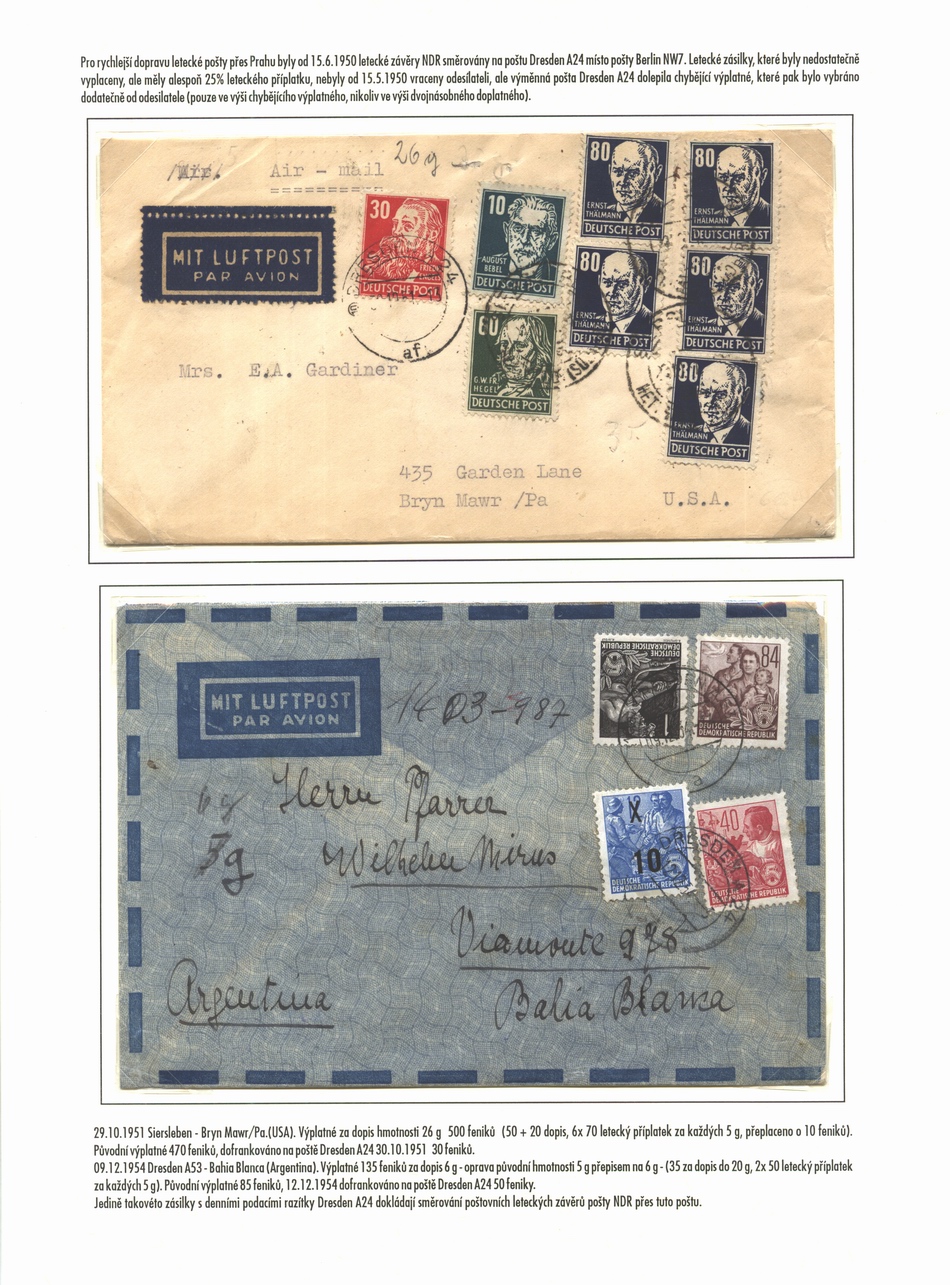 Pro rychlejší dopravu letecké pošty přes Prahu byly od 15.6.1950 letecké závěry NDR směrovány na poštu Dresden A24 místo pošty Berlin NW7. Letecké zásilky, které byly nedostatečně
vyplaceny, ale měly alespoň 25% leteckého příplatku, nebyly od 15.5.1950 vraceny odesílateli, ale výměnná pošta Dresden A24 dolepila chybějící výplatné, které pak bylo vybráno
dodatečně od odesilatele (pouze ve výši chybějícího výplatného, nikoliv ve výši dvojnásobného doplatného).
26 g
Air - mail
MIT LUFTPOST
PAR AVION
30
DEUTSCHE POST
10
AUGUST
BEBEL
DEUTSCHE POST
80
ERNST
THÄLMANN
DEUTSCHE POST
80
ERNST
THÄLMANN
DEUTSCHE POST
80
ERNST
THÄLMANN
DEUTSCHE POST
80
ERNST
THÄLMANN
DEUTSCHE POST
60
G.W.FR.
HEGEL
DEUTSCHE POST
80
ERNST
THÄLMANN
DEUTSCHE POST
af
Mrs. E.A. Gardiner
435 Garden Lane
Bryn Mawr /Pa U.S.A.
MIT LUFTPOST
PAR AVION
1403-987
1
DEUTSCHE
DEMOKRATISCHE REPUBLIK
84
DEUTSCHE
DEMOKRATISCHE REPUBLIK
a
X
10
DEUTSCHE
DEMOKRATISCHE REPUBLIK
40
DEUTSCHE
DEMOKRATISCHE REPUBLIK
DRESDEN
6g
Herrn Pfarrer
Wilhelm Mirus
Viamonte 978
Bahia Blanca
Argentina
29.10.1951 Siersleben - Bryn Mawr/Pa.(USA). Výplatné za dopis hmotnosti 26 g 500 feniků (50 + 20 dopis, 6x 70 letecký příplatek za každých 5 g, přeplaceno o 10 feniků).
Původní výplatné 470 feniků, dofrankováno na poště Dresden A24 30.10.1951 30 feniků.
09.12.1954 Dresden A53 - Bahia Blanca (Argentina). Výplatné 135 feniků za dopis 6 g - oprava původní hmotnosti 5 g přepisem na 6 g - (35 za dopis do 20 g, 2x 50 letecký příplatek
za každých 5 g). Původní výplatné 85 feniků, 12.12.1954 dofrankováno na poště Dresden A24 50 feniky.
Jedině takovéto zásilky s denními podacími razítky Dresden A24 dokládají směrování poštovních leteckých závěrů pošty NDR přes tuto poštu.